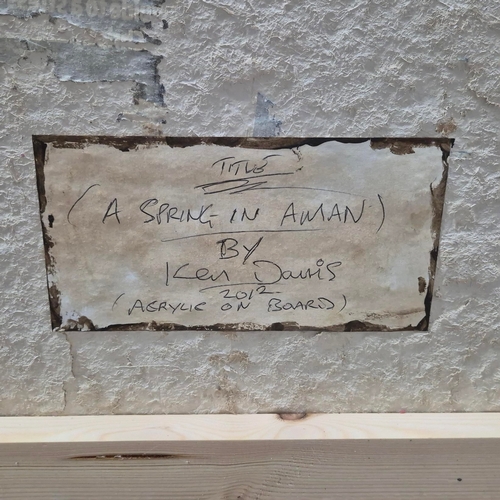 TITLE
(A SPRING IN AMAN)
BY
Ken Davis
2012
(ACRYLIC ON BOARD)